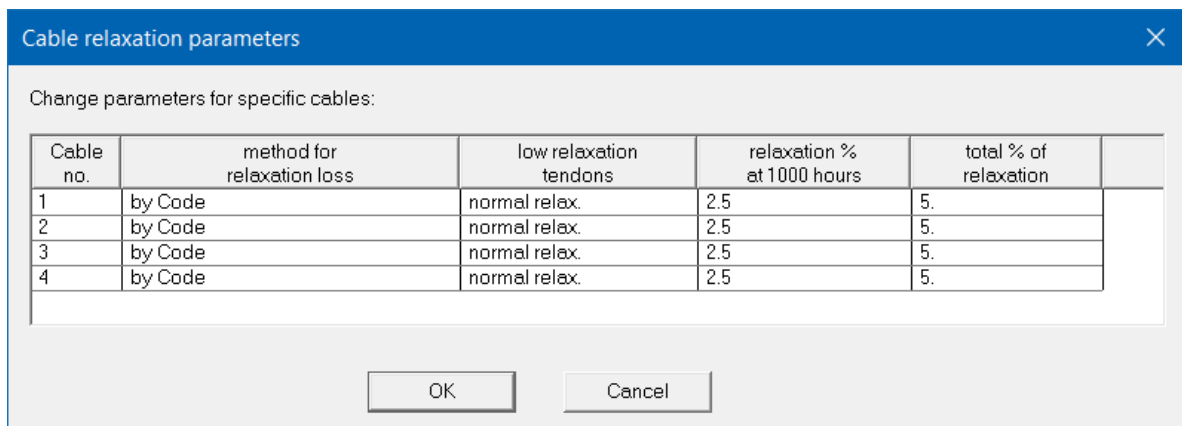 Cable relaxation parameters
Change parameters for specific cables:
Cable no. method for relaxation loss low relaxation tendons relaxation % at 1000 hours total % of relaxation
1 by Code normal relax. 2.5 5.
2 by Code normal relax. 2.5 5.
3 by Code normal relax. 2.5 5.
4 by Code normal relax. 2.5 5.
OK Cancel